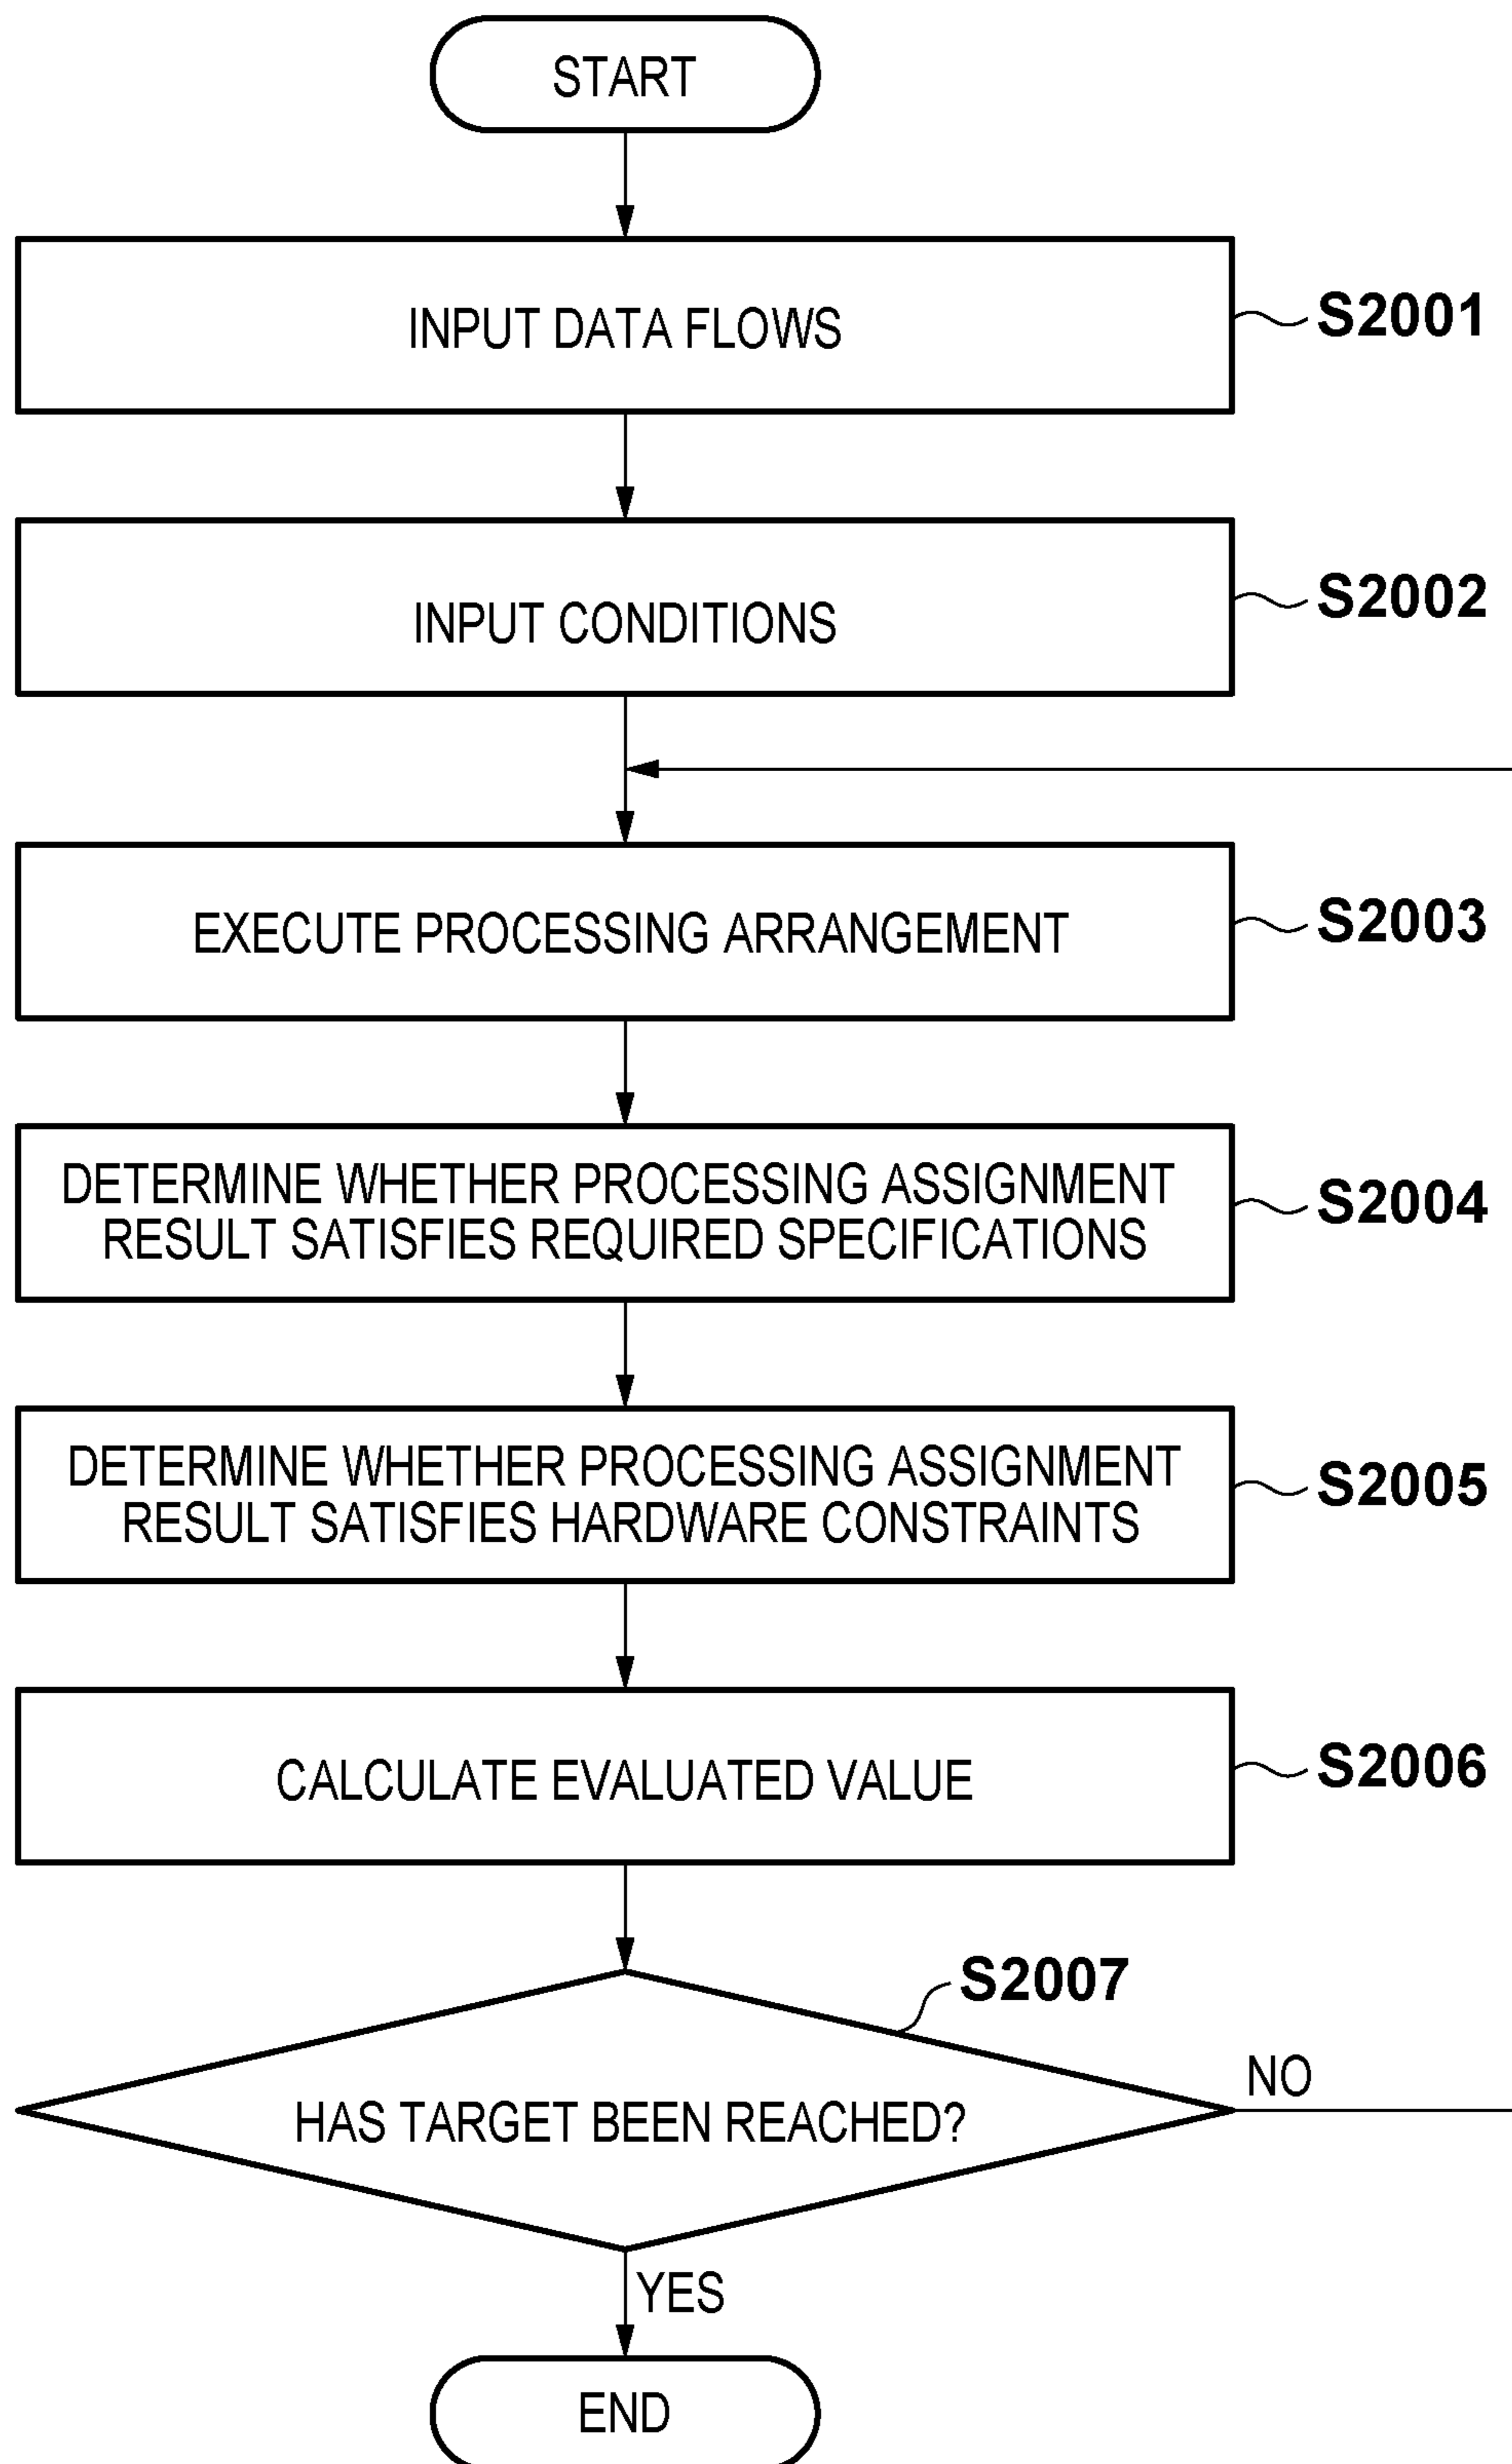 START
INPUT DATA FLOWS
S2001
INPUT CONDITIONS
S2002
EXECUTE PROCESSING ARRANGEMENT
S2003
DETERMINE WHETHER PROCESSING ASSIGNMENT
RESULT SATISFIES REQUIRED SPECIFICATIONS
S2004
DETERMINE WHETHER PROCESSING ASSIGNMENT
RESULT SATISFIES HARDWARE CONSTRAINTS
S2005
CALCULATE EVALUATED VALUE
S2006
S2007
HAS TARGET BEEN REACHED?
NO
YES
END